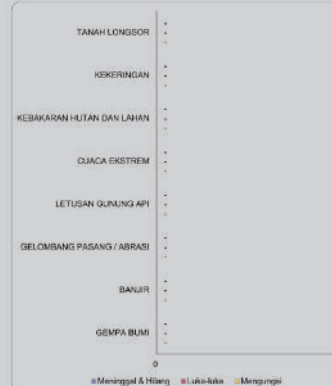 TANAH LONGSOR
KEKERINGAN
KEBAKARAN HUTAN DAN LAHAN
CUACA EKSTREM
LETUSAN GUNUNG API
GELOMBANG PASANG / ABRASI
BANJIR
GEMPA BUMI
0
Meninggal & Hilang Luka-luka Mengungsi